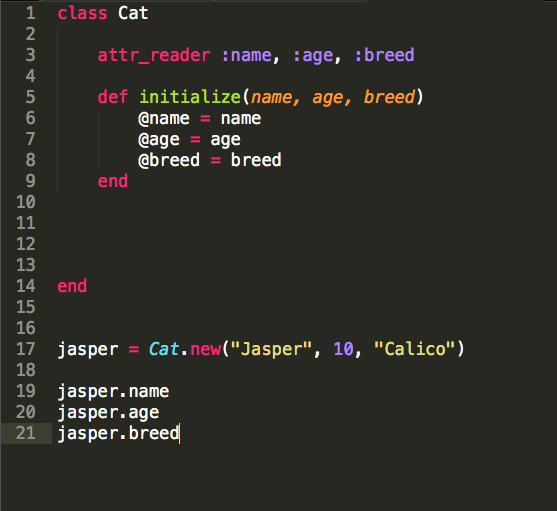 1 class Cat
2
3     attr_reader :name, :age, :breed
4
5     def initialize(name, age, breed)
6         @name = name
7         @age = age
8         @breed = breed
9     end
10
11
12
13
14 end
15
16
17 jasper = Cat.new("Jasper", 10, "Calico")
18
19 jasper.name
20 jasper.age
21 jasper.breed